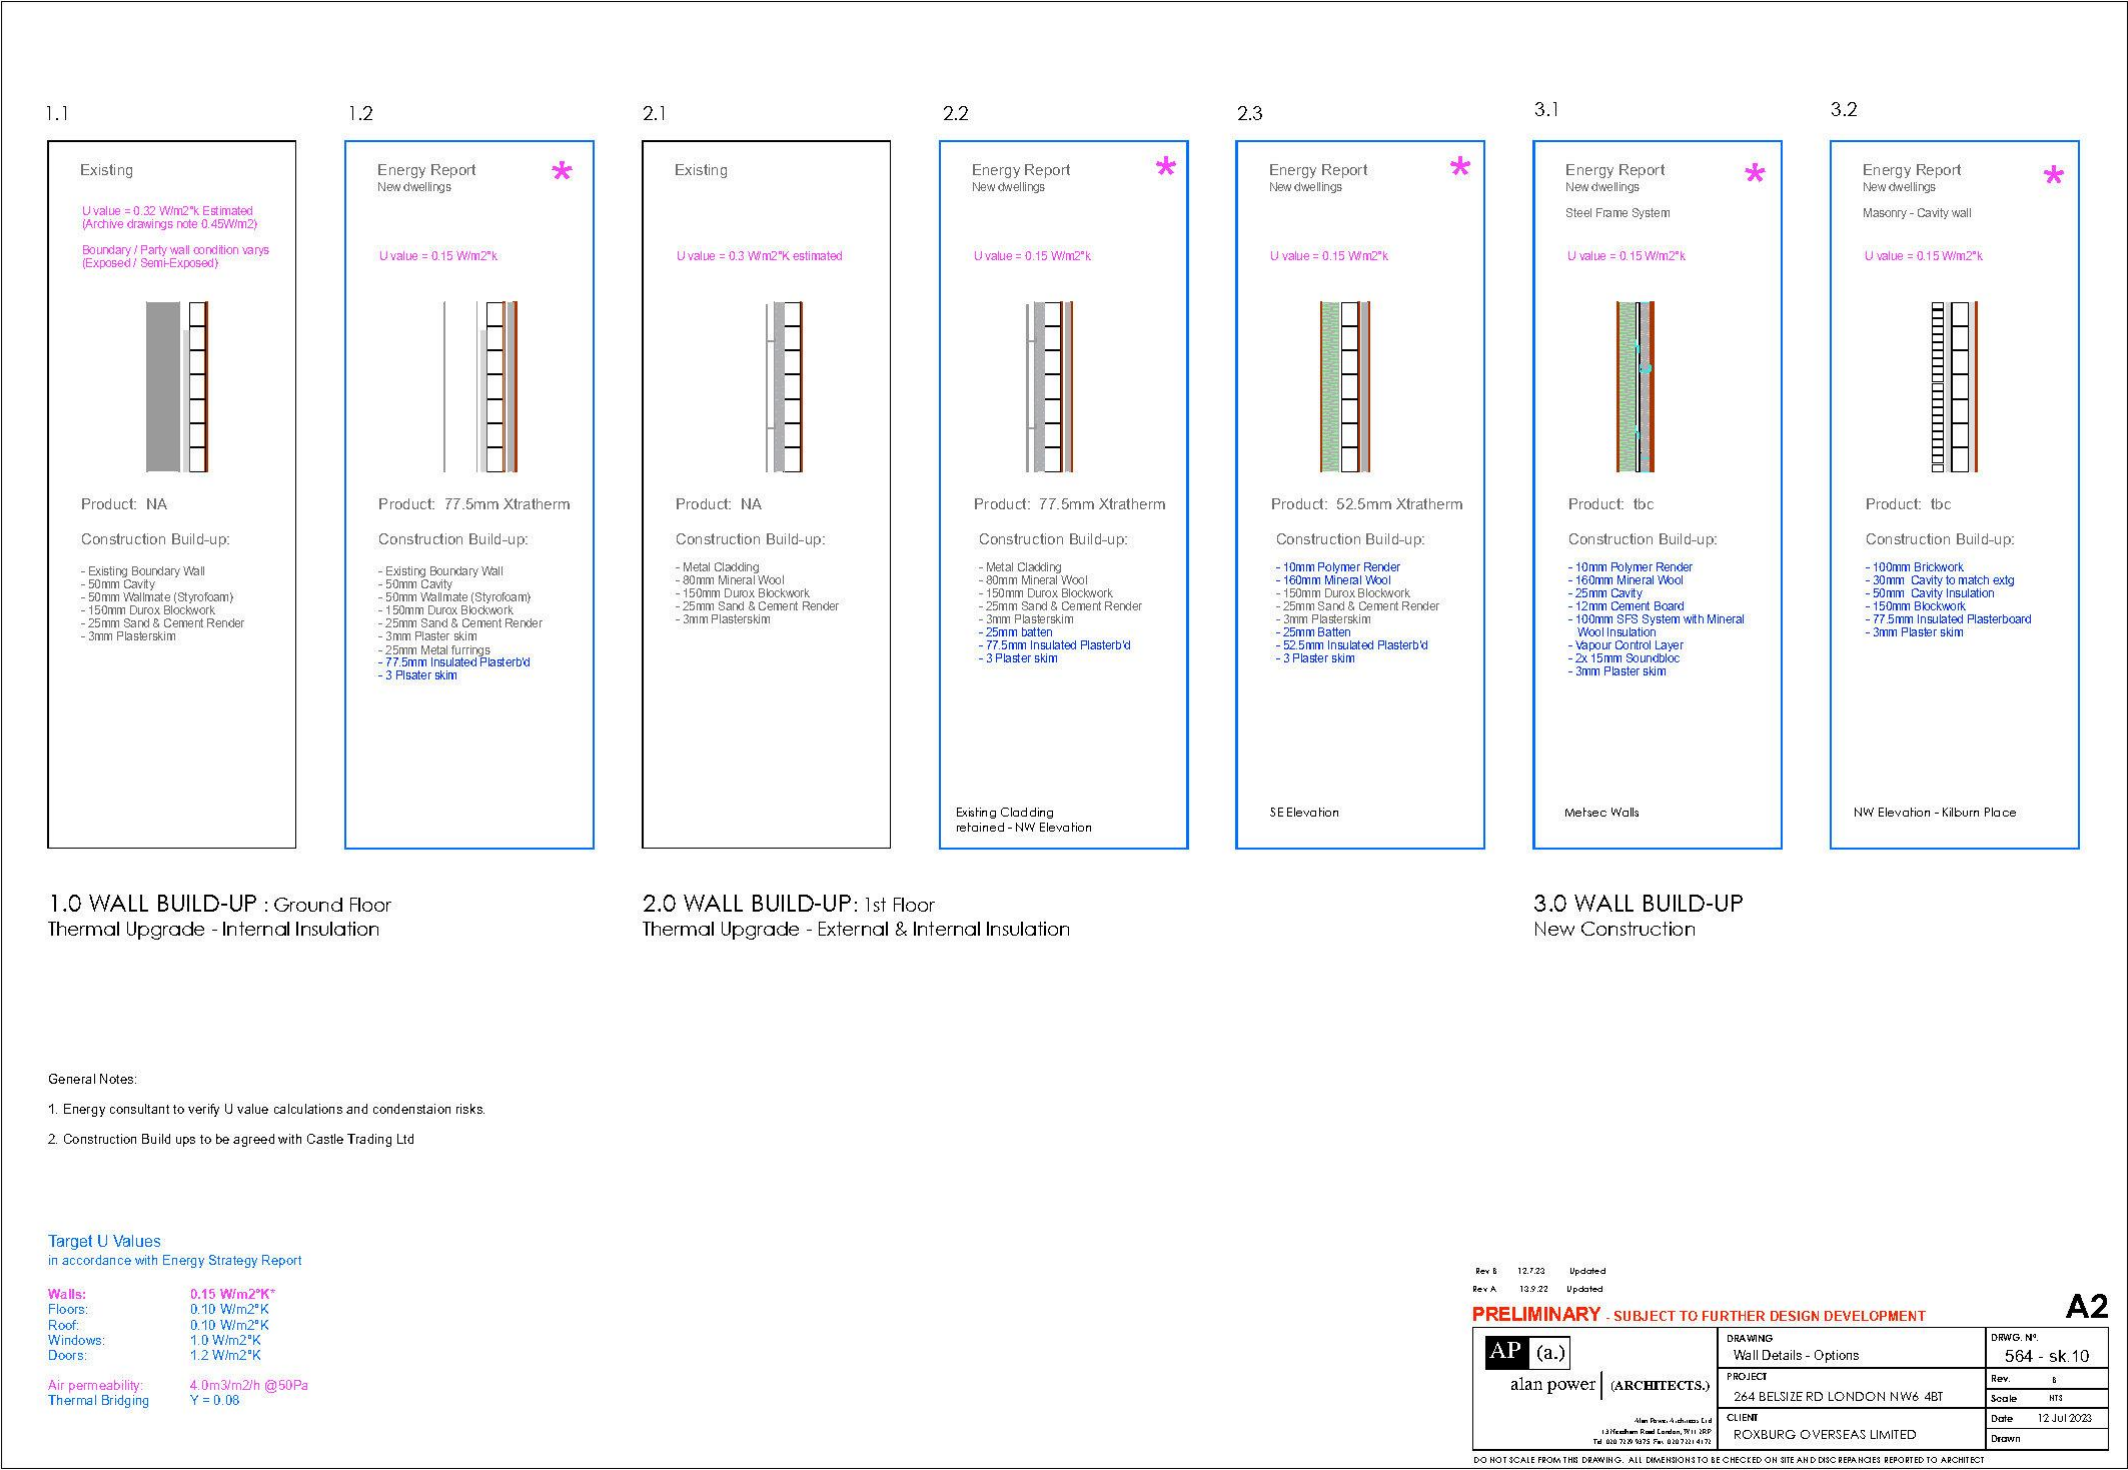 1.1
Existing
U value = 0.32 W/m2°k Estimated
(Archive drawings note 0.45W/m2)
Boundary / Party wall condition varys
(Exposed / Semi-Exposed)
Product: NA
Construction Build-up:
- Existing Boundary Wall
- 50mm Cavity
- 50mm Wallmate (Styrofoam)
- 150mm Durox Blockwork
- 25mm Sand & Cement Render
- 3mm Plasterskim
1.2
Energy Report
New dwellings
*
U value = 0.15 W/m2°k
Product: 77.5mm Xtratherm
Construction Build-up:
- Existing Boundary Wall
- 50mm Cavity
- 50mm Wallmate (Styrofoam)
- 150mm Durox Blockwork
- 25mm Sand & Cement Render
- 3mm Plaster skim
- 25mm Metal furrings
- 77.5mm Insulated Plasterb'd
- 3 Plsater skim
2.1
Existing
U value = 0.3 W/m2°K estimated
Product: NA
Construction Build-up:
- Metal Cladding
- 80mm Mineral Wool
- 150mm Durox Blockwork
- 25mm Sand & Cement Render
- 3mm Plasterskim
2.2
Energy Report
New dwellings
*
U value = 0.15 W/m2°k
Product: 77.5mm Xtratherm
Construction Build-up:
- Metal Cladding
- 80mm Mineral Wool
- 150mm Durox Blockwork
- 25mm Sand & Cement Render
- 3mm Plasterskim
- 25mm batten
- 77.5mm Insulated Plasterb'd
- 3 Plaster skim
Existing Cladding
retained - NW Elevation
2.3
Energy Report
New dwellings
*
U value = 0.15 W/m2°k
Product: 52.5mm Xtratherm
Construction Build-up:
- 10mm Polymer Render
- 160mm Mineral Wool
- 150mm Durox Blockwork
- 25mm Sand & Cement Render
- 3mm Plasterskim
- 25mm Batten
- 52.5mm Insulated Plasterb'd
- 3 Plaster skim
SE Elevation
3.1
Energy Report
New dwellings
*
Steel Frame System
U value = 0.15 W/m2°k
Product: tbc
Construction Build-up:
- 10mm Polymer Render
- 160mm Mineral Wool
- 25mm Cavity
- 12mm Cement Board
- 100mm SFS System with Mineral
Wool Insulation
- Vapour Control Layer
- 2x 15mm Soundbloc
- 3mm Plaster skim
Metsec Walls
3.2
Energy Report
New dwellings
*
Masonry - Cavity wall
U value = 0.15 W/m2°k
Product: tbc
Construction Build-up:
- 100mm Brickwork
- 30mm Cavity to match extg
- 50mm Cavity Insulation
- 150mm Blockwork
- 77.5mm Insulated Plasterboard
- 3mm Plaster skim
NW Elevation - Kilburn Place
1.0 WALL BUILD-UP : Ground Floor
Thermal Upgrade - Internal Insulation
2.0 WALL BUILD-UP: 1st Floor
Thermal Upgrade - External & Internal Insulation
3.0 WALL BUILD-UP
New Construction
General Notes:
1. Energy consultant to verify U value calculations and condenstaion risks.
2. Construction Build ups to be agreed with Castle Trading Ltd
Target U Values
in accordance with Energy Strategy Report
Walls: 0.15 W/m2°K*
Floors: 0.10 W/m2°K
Roof: 0.10 W/m2°K
Windows: 1.0 W/m2°K
Doors: 1.2 W/m2°K
Air permeability: 4.0m3/m2/h @50Pa
Thermal Bridging Y = 0.08
Rev B 12.7.23 Updated
Rev A 13.9.22 Updated
PRELIMINARY - SUBJECT TO FURTHER DESIGN DEVELOPMENT
A2
AP (a.)
alan power (ARCHITECTS.)
Alan Power Architects Ltd
13 Needham Road London, W11 2RP
Tel 020 7229 9375 Fax 020 7221 4172
DRAWING
Wall Details - Options
PROJECT
264 BELSIZE RD LONDON NW6 4BT
CLIENT
ROXBURG OVERSEAS LIMITED
DRWG. Nº.
564 - sk.10
Rev. B
Scale NTS
Date 12 Jul 2023
Drawn
DO NOT SCALE FROM THIS DRAWING. ALL DIMENSIONS TO BE CHECKED ON SITE AND DISCREPANCIES REPORTED TO ARCHITECT